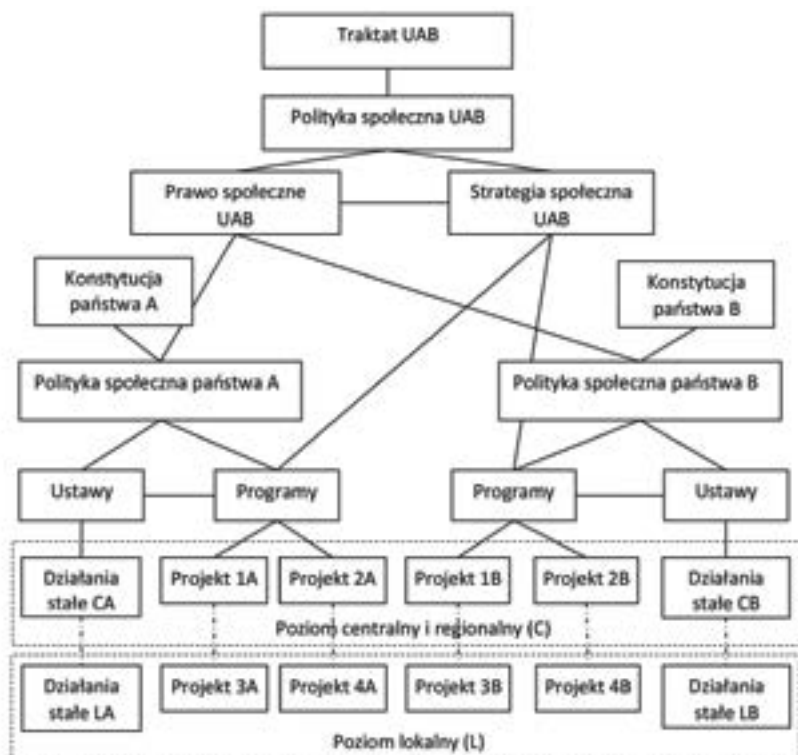 Traktat UAB
Polityka społeczna UAB
Prawo społeczne
UAB
Strategia społeczna
UAB
Konstytucja
państwa A
Konstytucja
państwa B
Polityka społeczna państwa A
Polityka społeczna państwa B
Ustawy
Programy
Programy
Ustawy
Działania
stałe CA
Projekt 1A
Projekt 2A
Projekt 1B
Projekt 2B
Działania
stałe CB
Poziom centralny i regionalny (C)
Działania
stałe LA
Projekt 3A
Projekt 4A
Projekt 3B
Projekt 4B
Działania
stałe LB
Poziom lokalny (L)